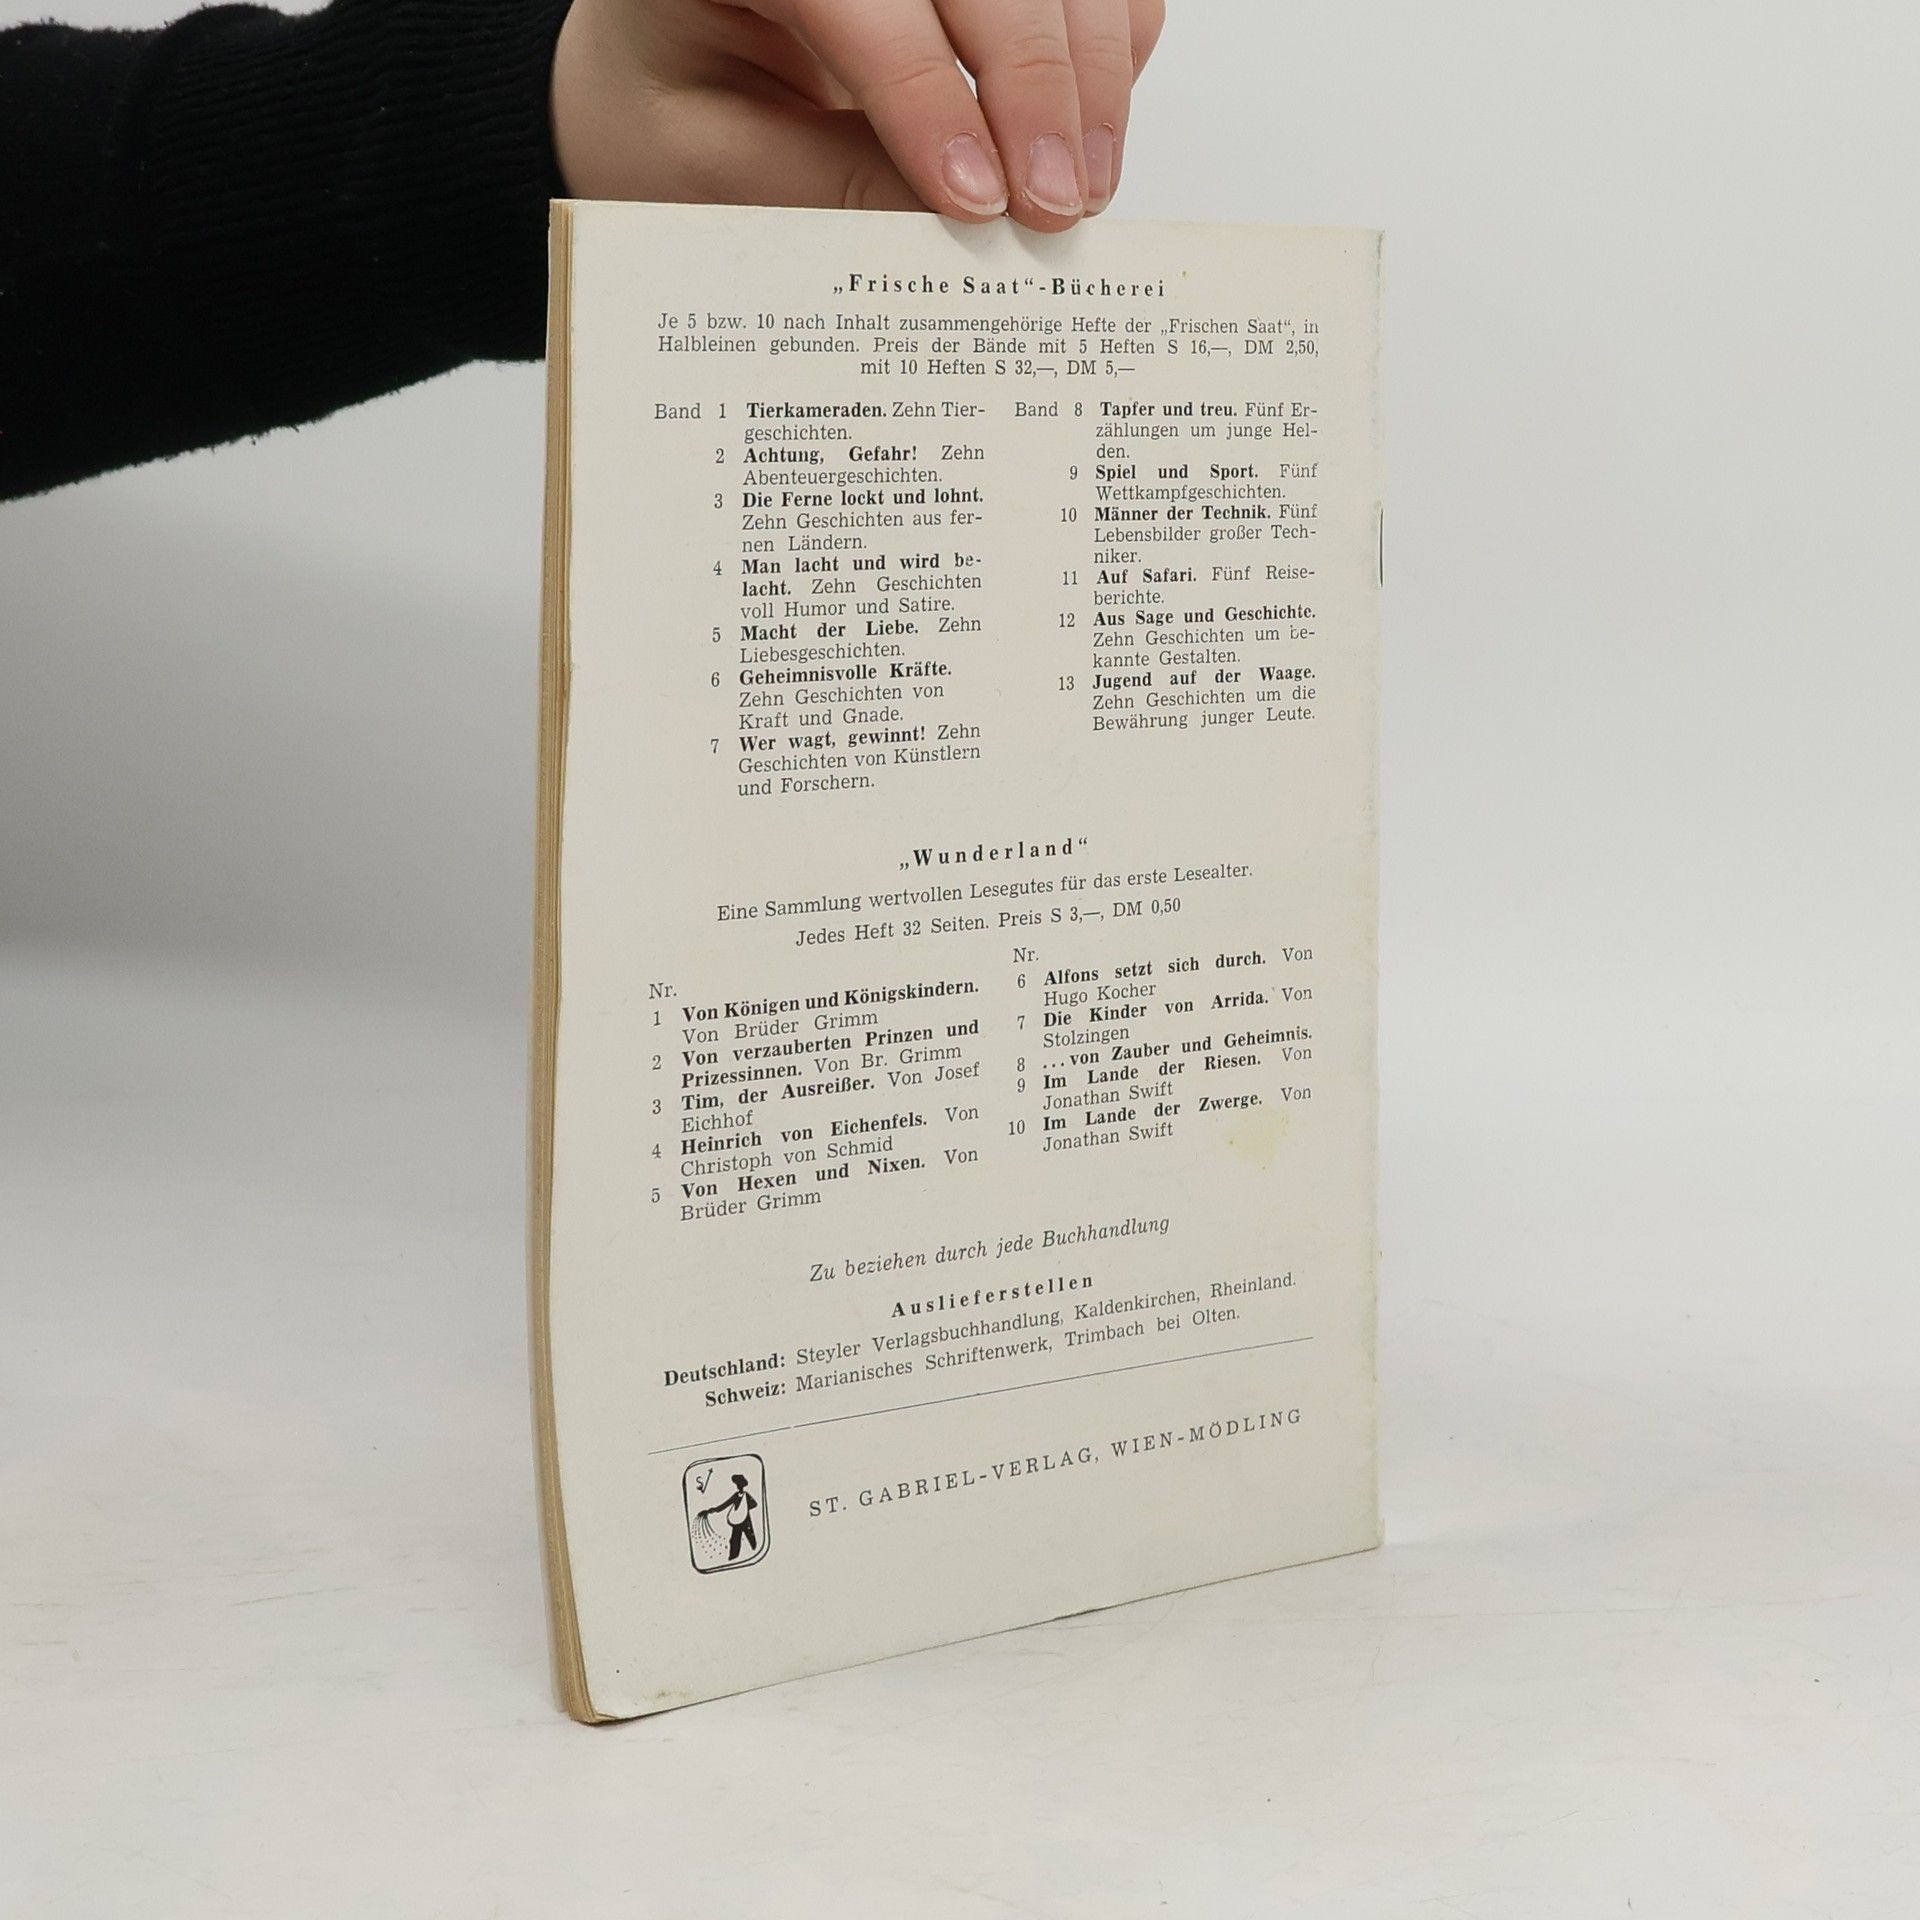 „Frische Saat“-Bücherei
Je 5 bzw. 10 nach Inhalt zusammengehörige Hefte der „Frischen Saat“, in
Halbleinen gebunden. Preis der Bände mit 5 Heften S 16,—, DM 2,50,
mit 10 Heften S 32,—, DM 5,—
Band 1 Tierkameraden. Zehn Tier-
geschichten.
2 Achtung, Gefahr! Zehn
Abenteuergeschichten.
3 Die Ferne lockt und lohnt.
Zehn Geschichten aus fer-
nen Ländern.
4 Man lacht und wird be-
lacht. Zehn Geschichten
voll Humor und Satire.
5 Macht der Liebe. Zehn
Liebesgeschichten.
6 Geheimnisvolle Kräfte.
Zehn Geschichten von
Kraft und Gnade.
7 Wer wagt, gewinnt! Zehn
Geschichten von Künstlern
und Forschern.
Band 8 Tapfer und treu. Fünf Er-
zählungen um junge Hel-
den.
9 Spiel und Sport. Fünf
Wettkampfgeschichten.
10 Männer der Technik. Fünf
Lebensbilder großer Tech-
niker.
11 Auf Safari. Fünf Reise-
berichte.
12 Aus Sage und Geschichte.
Zehn Geschichten um be-
kannte Gestalten.
13 Jugend auf der Waage.
Zehn Geschichten um die
Bewährung junger Leute.
„Wunderland“
Eine Sammlung wertvollen Lesegutes für das erste Lesealter.
Jedes Heft 32 Seiten. Preis S 3,—, DM 0,50
Nr.
1 Von Königen und Königskindern.
Von Brüder Grimm
2 Von verzauberten Prinzen und
Prizessinnen. Von Br. Grimm
3 Tim, der Ausreißer. Von Josef
Eichhof
4 Heinrich von Eichenfels. Von
Christoph von Schmid
5 Von Hexen und Nixen. Von
Brüder Grimm
Nr.
6 Alfons setzt sich durch. Von
Hugo Kocher
7 Die Kinder von Arrida. Von
Stolzingen
8 ...von Zauber und Geheimnis.
9 Im Lande der Riesen. Von
Jonathan Swift
10 Im Lande der Zwerge. Von
Jonathan Swift
Zu beziehen durch jede Buchhandlung
Auslieferstellen
Deutschland: Steyler Verlagsbuchhandlung, Kaldenkirchen, Rheinland.
Schweiz: Marianisches Schriftenwerk, Trimbach bei Olten.
ST. GABRIEL-VERLAG, WIEN-MÖDLING